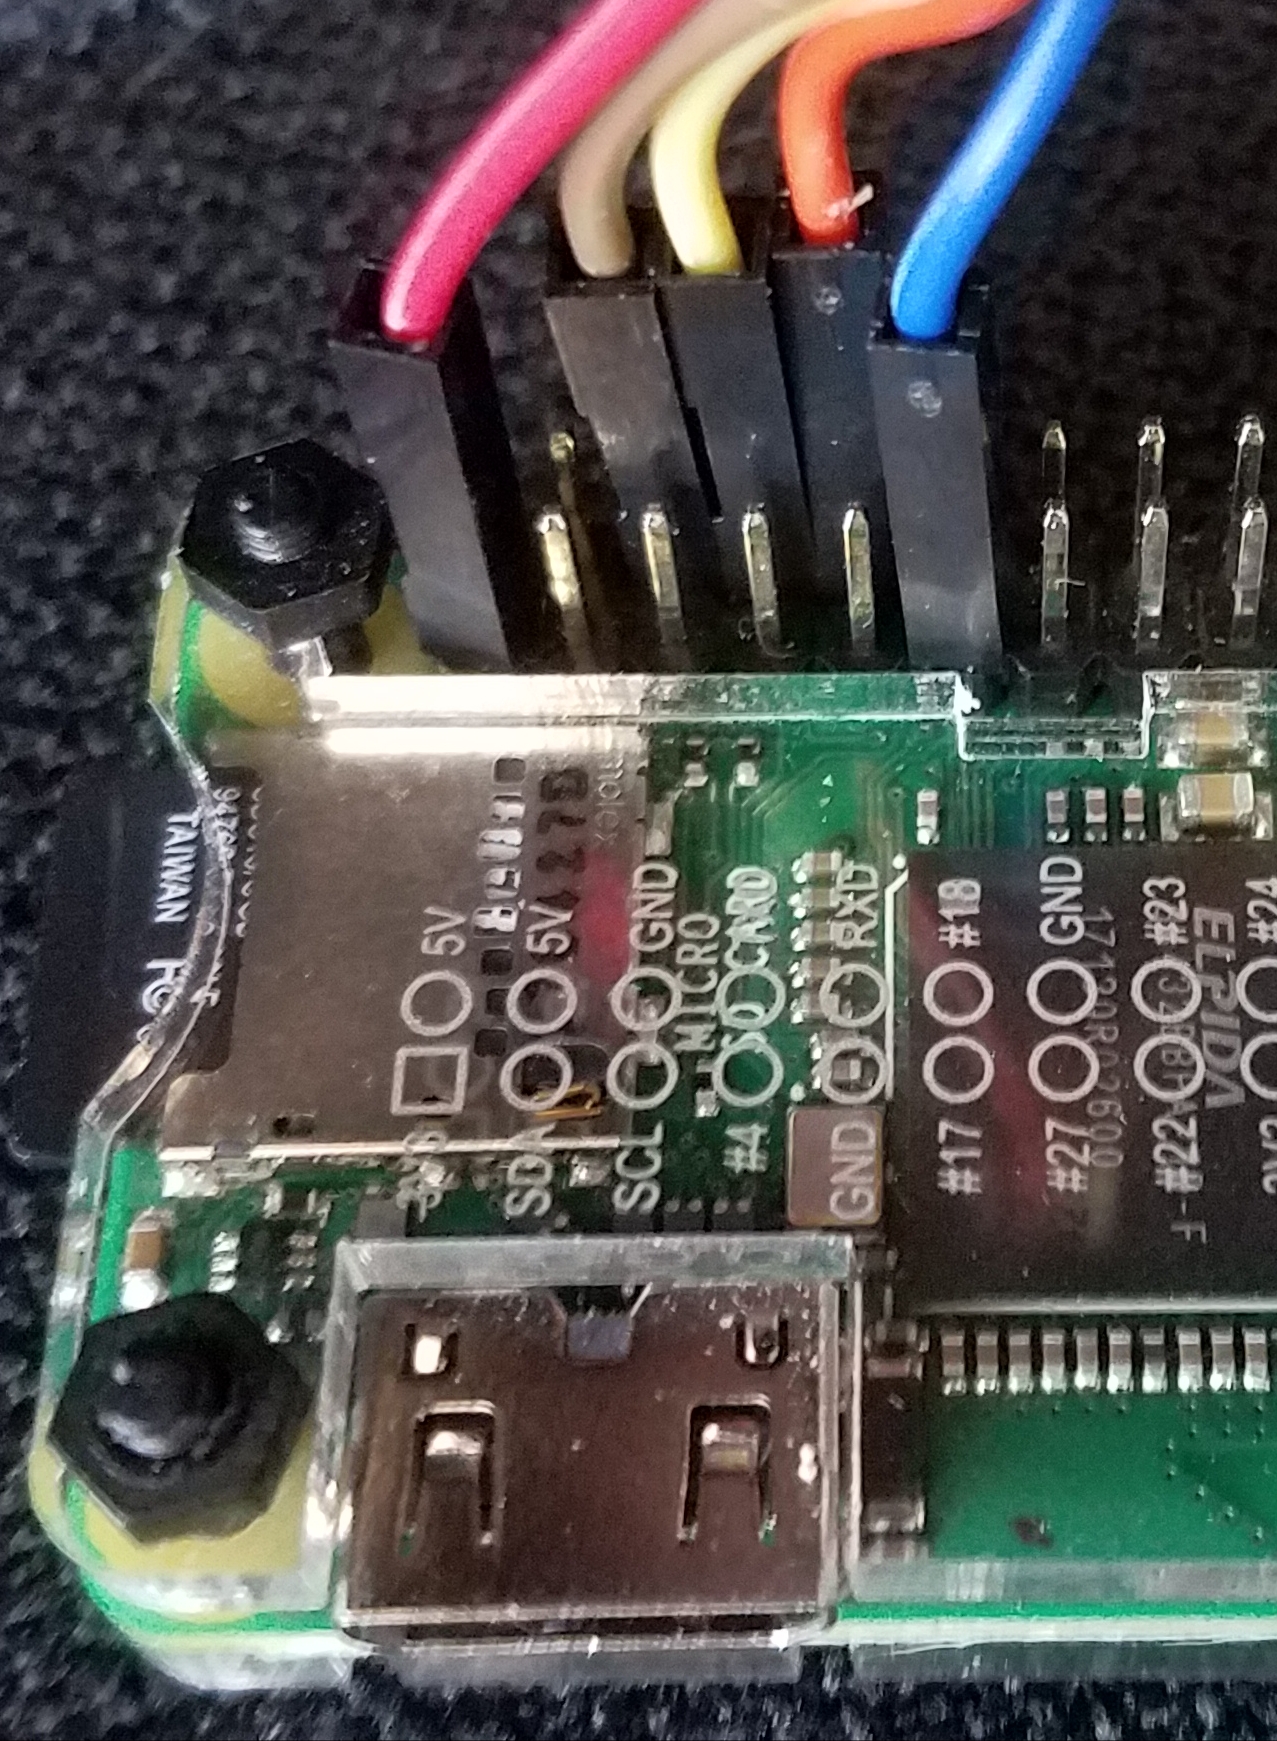 TAIWAN
5V
5V
GND
RXD
#18
GND
#23
#24
MICRO
SD CARD
SDA
SCL
#4
GND
#17
#27
#22
ELPIDA
molex